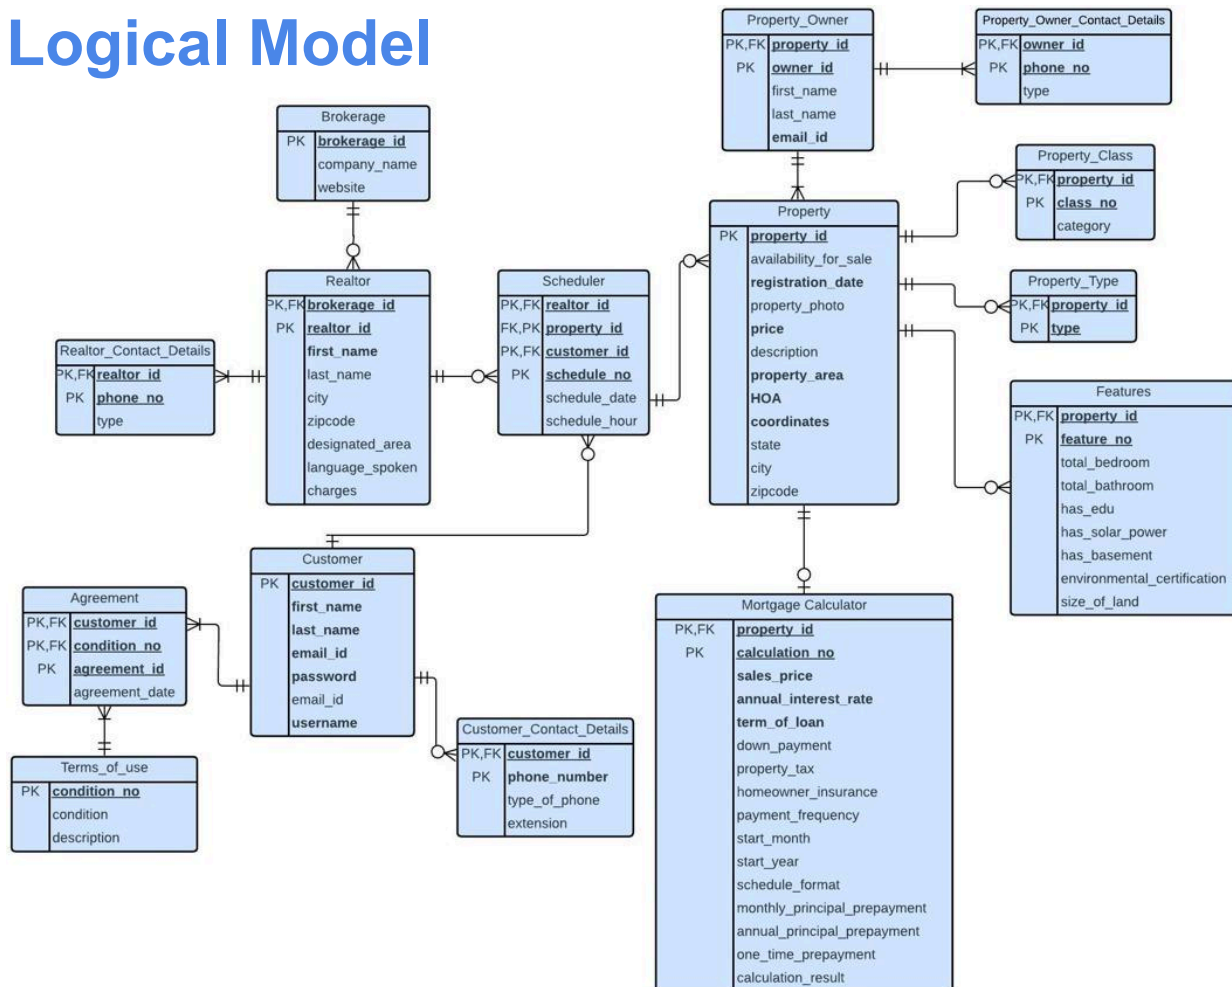 Logical Model
Property_Owner
PK,FK property_id
PK owner_id
first_name
last_name
email_id
Property_Owner_Contact_Details
PK,FK owner_id
PK phone_no
type
Brokerage
PK brokerage_id
company_name
website
Property_Class
PK,FK property_id
PK class_no
category
Property
PK property_id
availability_for_sale
registration_date
property_photo
price
description
property_area
HOA
coordinates
state
city
zipcode
Property_Type
PK,FK property_id
PK type
Realtor
PK,FK brokerage_id
PK realtor_id
first_name
last_name
city
zipcode
designated_area
language_spoken
charges
Scheduler
PK,FK realtor_id
FK,PK property_id
PK,FK customer_id
PK schedule_no
schedule_date
schedule_hour
Realtor_Contact_Details
PK,FK realtor_id
PK phone_no
type
Features
PK,FK property_id
PK feature_no
total_bedroom
total_bathroom
has_edu
has_solar_power
has_basement
environmental_certification
size_of_land
Customer
PK customer_id
first_name
last_name
email_id
password
email_id
username
Agreement
PK,FK customer_id
PK,FK condition_no
PK agreement_id
agreement_date
Terms_of_use
PK condition_no
condition
description
Customer_Contact_Details
PK,FK customer_id
PK phone_number
type_of_phone
extension
Mortgage Calculator
PK,FK property_id
PK calculation_no
sales_price
annual_interest_rate
term_of_loan
down_payment
property_tax
homeowner_insurance
payment_frequency
start_month
start_year
schedule_format
monthly_principal_prepayment
annual_principal_prepayment
one_time_prepayment
calculation_result